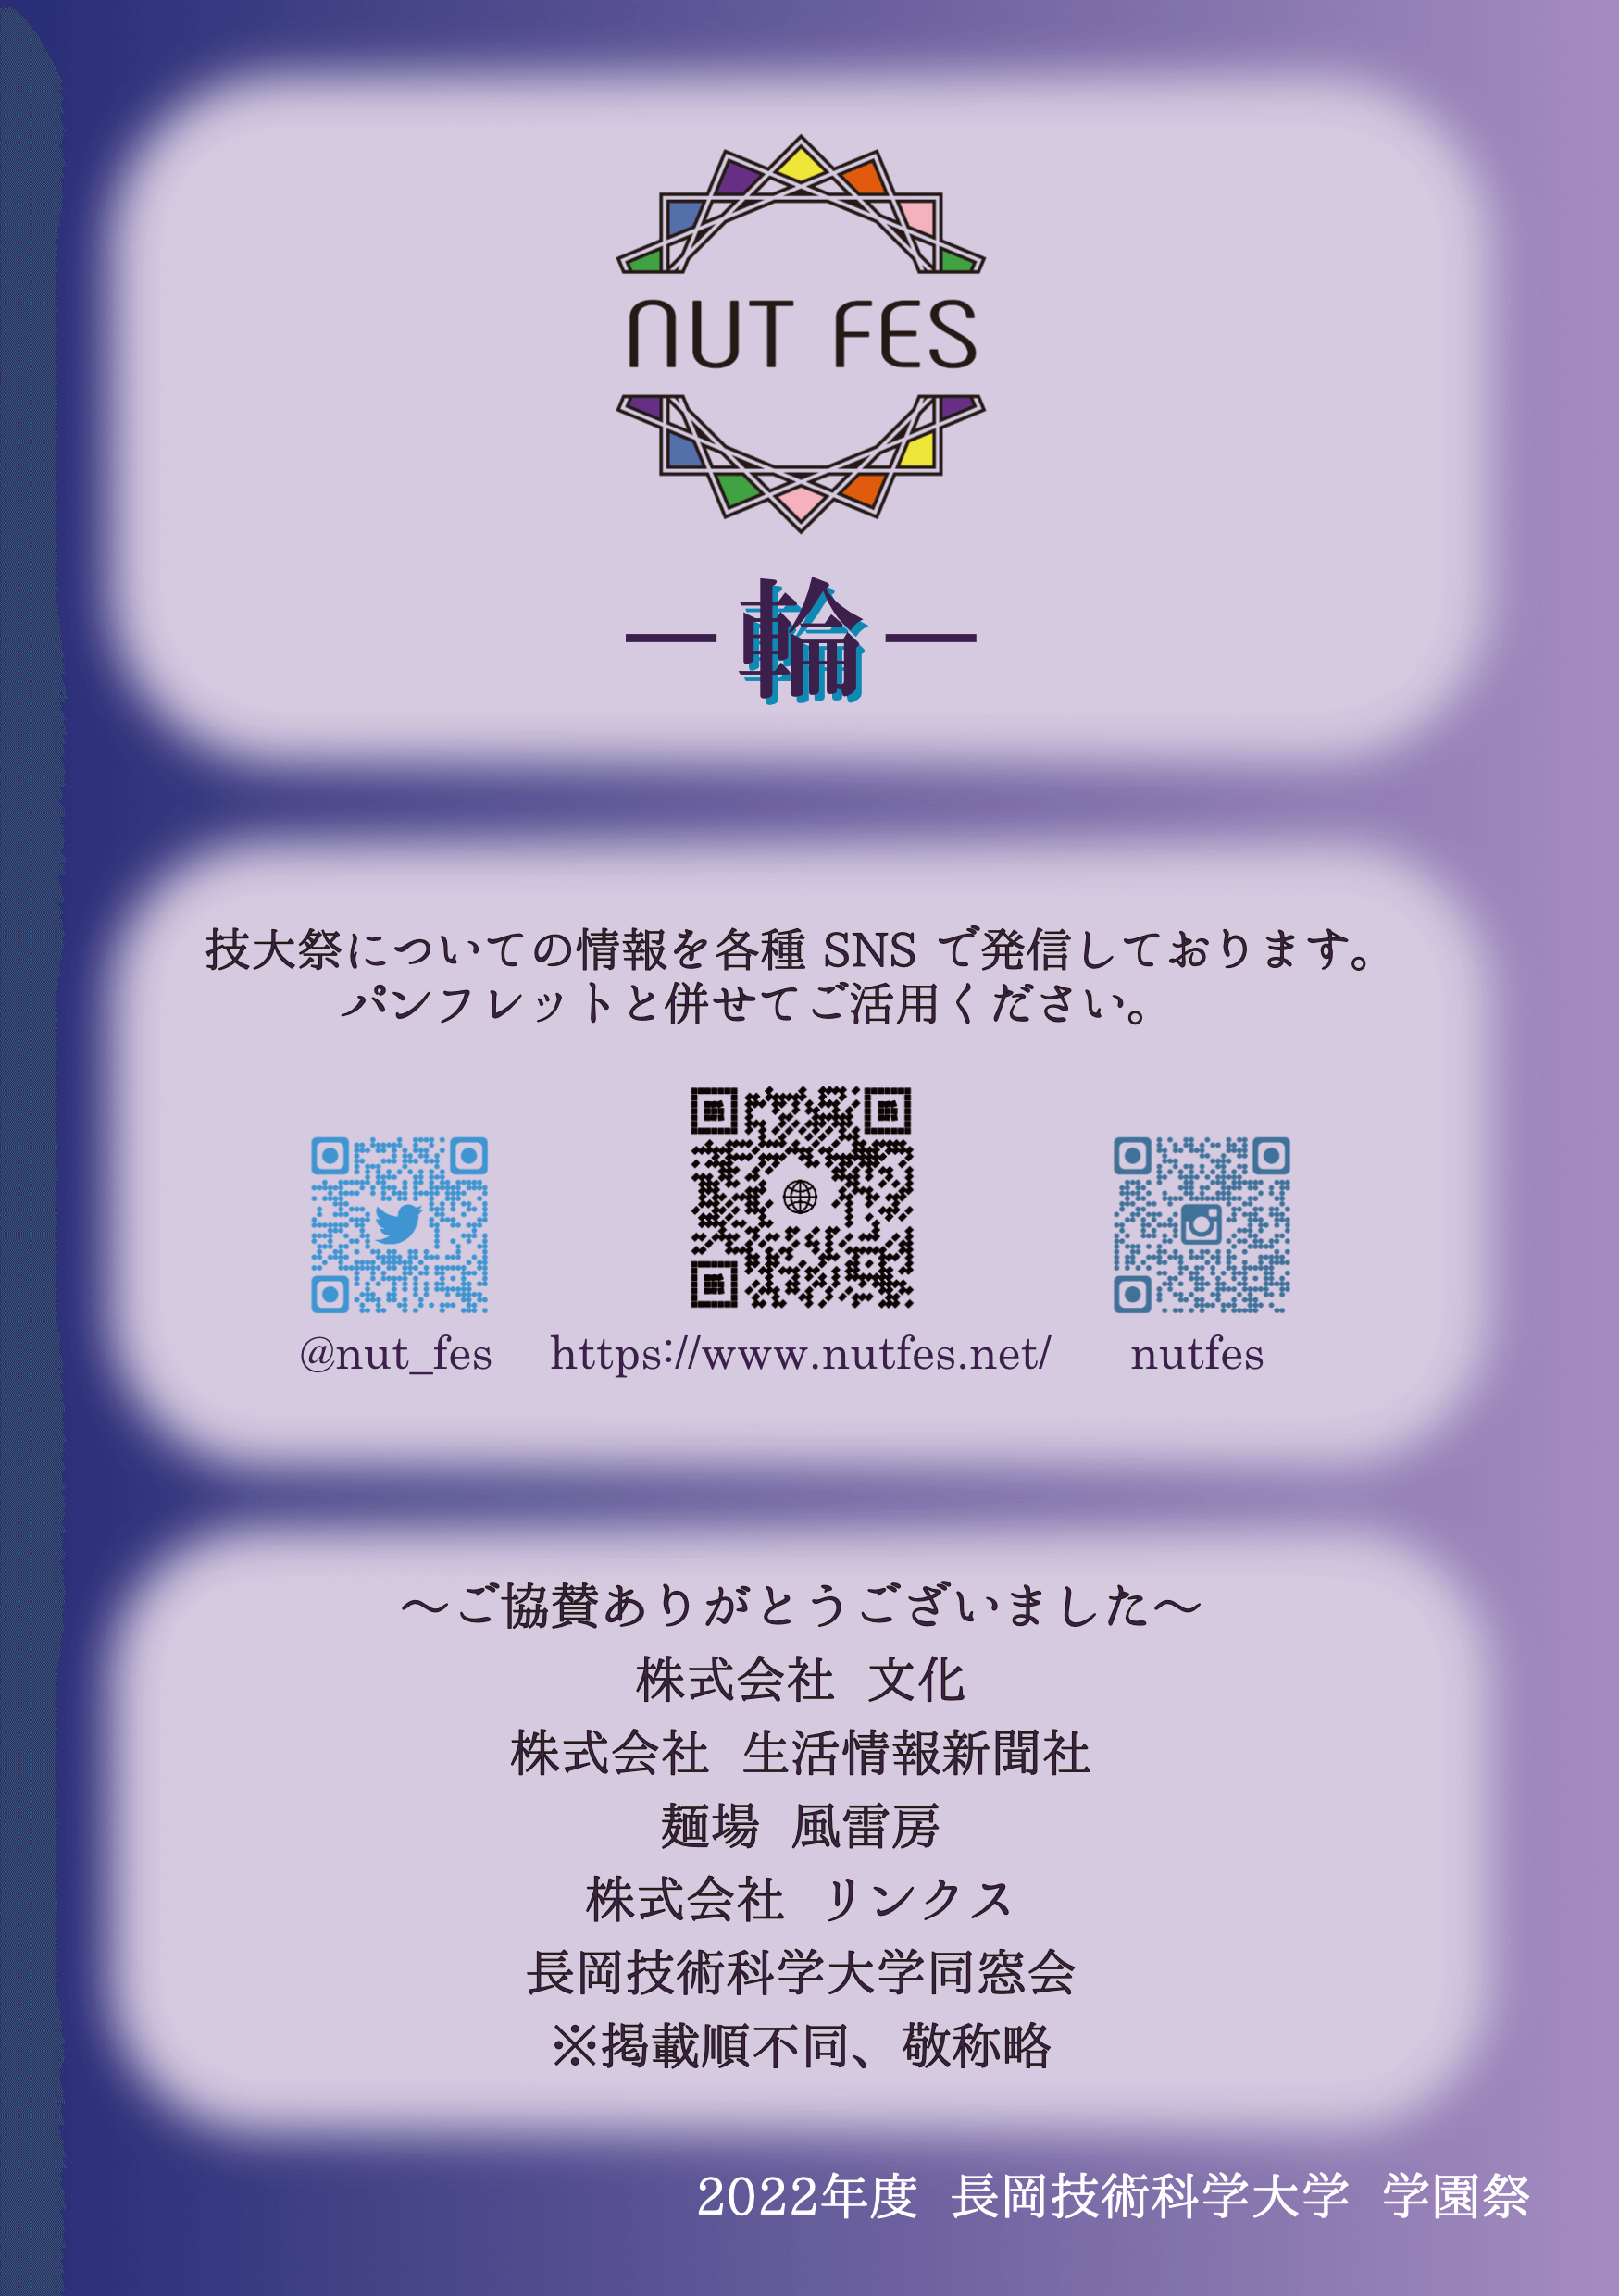 NUT FES
―輪―
技大祭についての情報を各種 SNS で発信しております。
パンフレットと併せてご活用ください。
@nut_fes
https://www.nutfes.net/
nutfes
～ご協賛ありがとうございました～
株式会社 文化
株式会社 生活情報新聞社
麺場 風雷房
株式会社 リンクス
長岡技術科学大学同窓会
※掲載順不同、敬称略
2022年度 長岡技術科学大学 学園祭